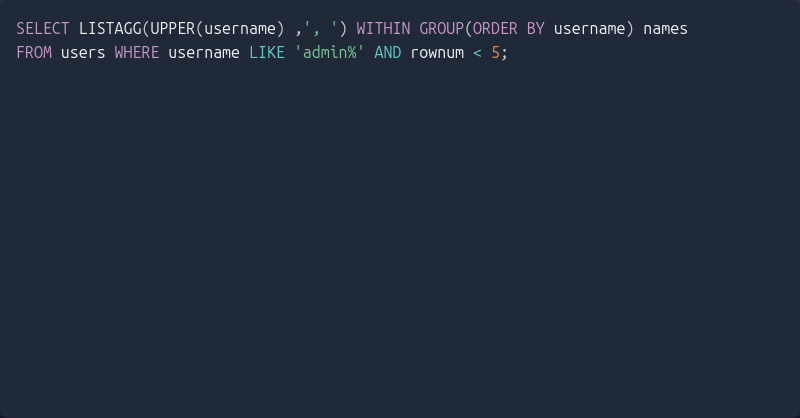 SELECT LISTAGG(UPPER(username) ,', ') WITHIN GROUP(ORDER BY username) names
FROM users WHERE username LIKE 'admin%' AND rownum < 5;